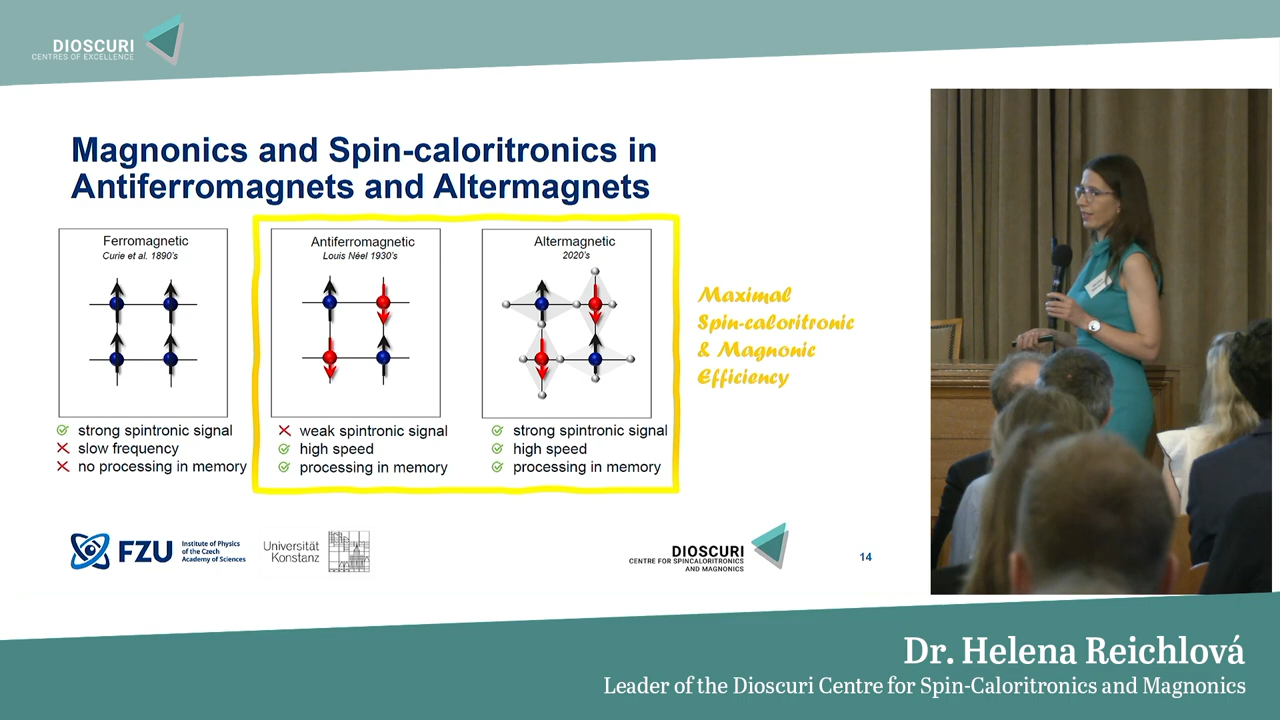 DIOSCURI
CENTRES OF EXCELLENCE
Magnonics and Spin-caloritronics in
Antiferromagnets and Altermagnets
Ferromagnetic
Curie et al. 1890's
strong spintronic signal
slow frequency
no processing in memory
Antiferromagnetic
Louis Néel 1930's
weak spintronic signal
high speed
processing in memory
Altermagnetic
2020's
strong spintronic signal
high speed
processing in memory
Maximal
Spin-caloritronic
& Magnonic
Efficiency
FZU
Institute of Physics
of the Czech
Academy of Sciences
Universität
Konstanz
DIOSCURI
CENTRE FOR SPINCALORITRONICS
AND MAGNONICS
14
Dr. Helena Reichlová
Leader of the Dioscuri Centre for Spin-Caloritronics and Magnonics